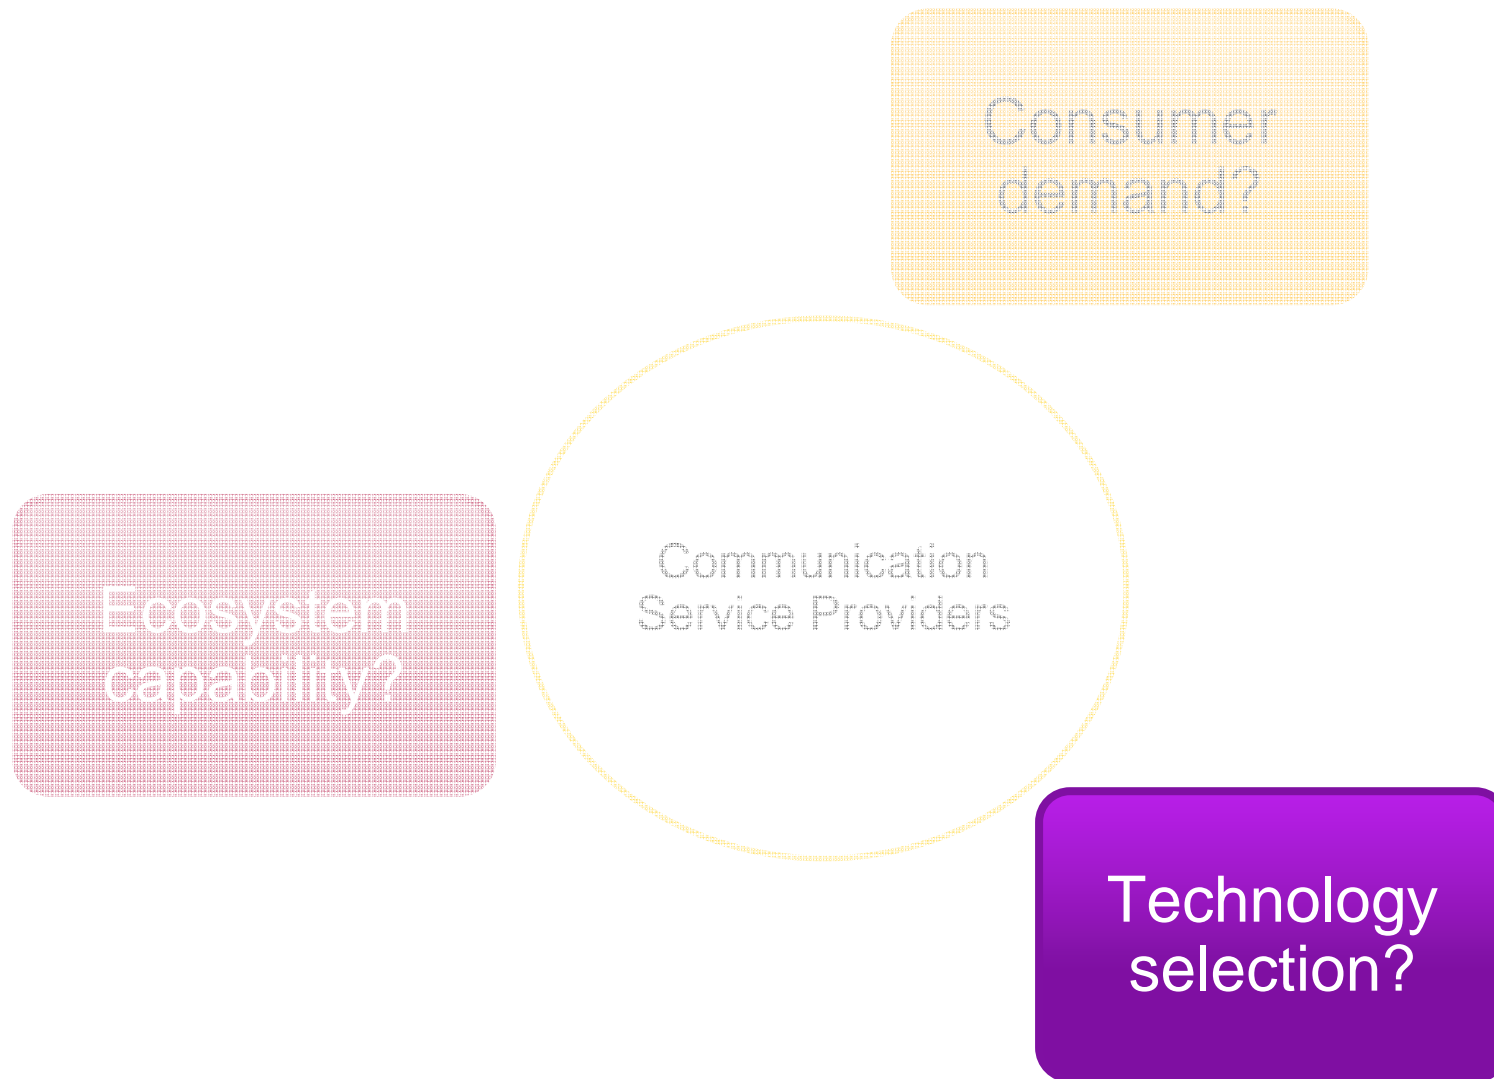 Consumer
demand?
Communication
Service Providers
Ecosystem
capability?
Technology
selection?